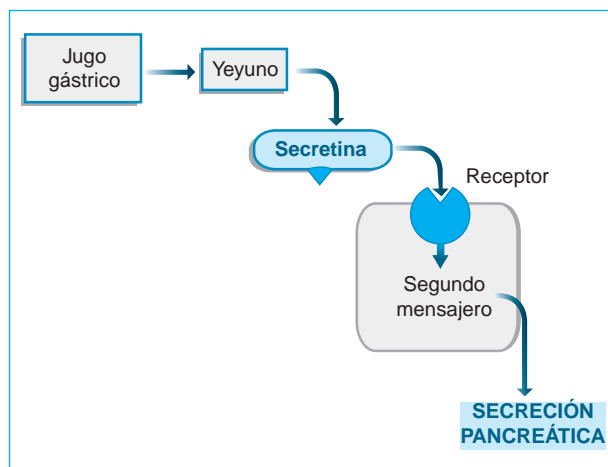 Jugo
gástrico
Yeyuno
Secretina
Receptor
Segundo
mensajero
SECRECIÓN
PANCREÁTICA